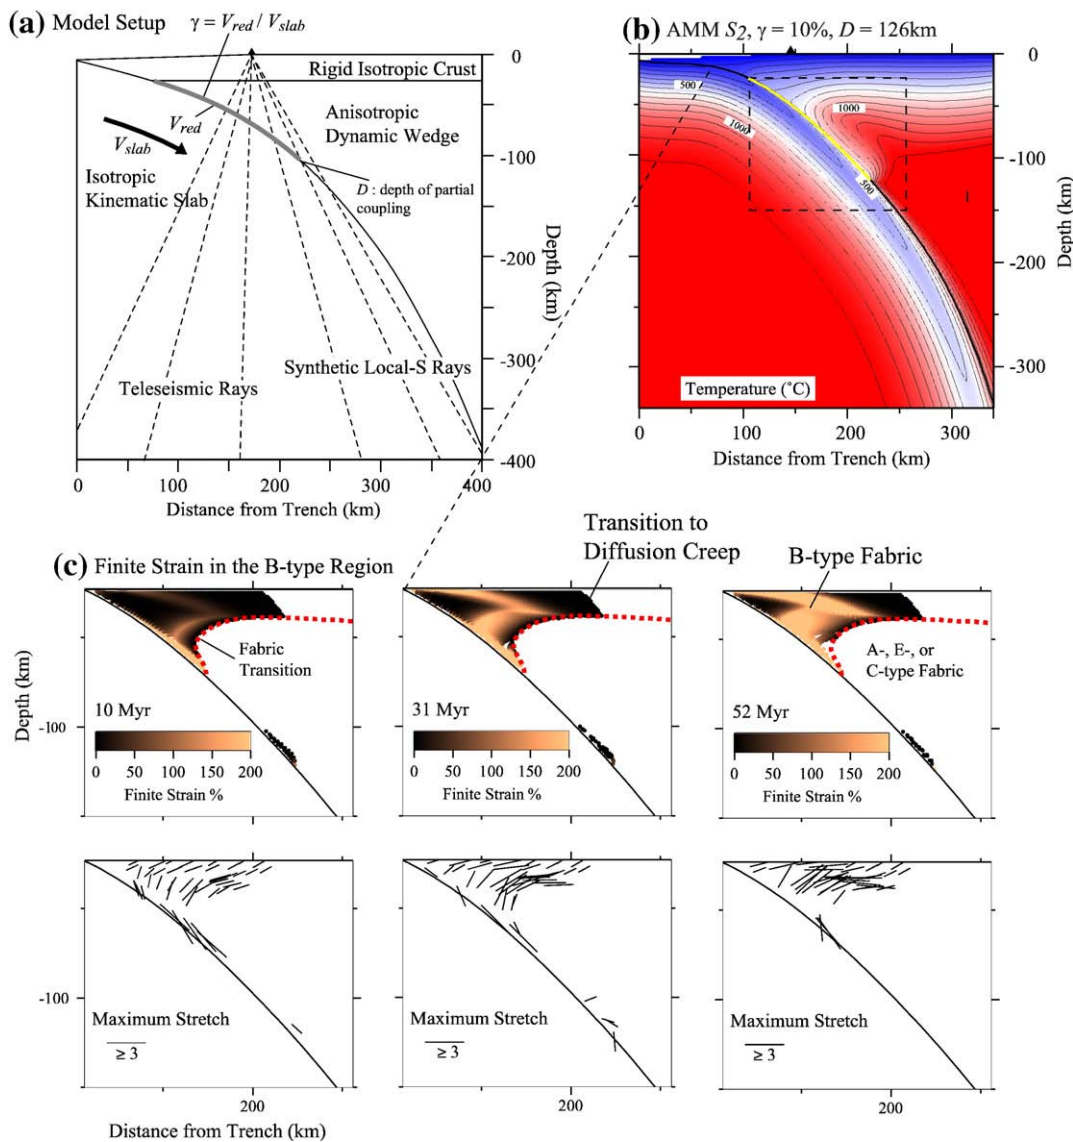 (a) Model Setup
γ = Vred / Vslab
Rigid Isotropic Crust
Vred
Anisotropic
Dynamic Wedge
Vslab
Isotropic
Kinematic Slab
D : depth of partial
coupling
Teleseismic Rays
Synthetic Local-S Rays
0
-100
-200
-300
-400
Depth (km)
0 100 200 300 400
Distance from Trench (km)
(b) AMM S2, γ = 10%, D = 126km
500
1000
1000
500
Temperature (˚C)
0
-100
-200
-300
Depth (km)
0 100 200 300
Distance from Trench (km)
(c) Finite Strain in the B-type Region
Transition to
Diffusion Creep
B-type Fabric
Fabric
Transition
A-, E-, or
C-type Fabric
Depth (km)
-100
10 Myr
0 50 100 150 200
Finite Strain %
31 Myr
0 50 100 150 200
Finite Strain %
-100
52 Myr
0 50 100 150 200
Finite Strain %
-100
Maximum Stretch
≥ 3
Maximum Stretch
≥ 3
Maximum Stretch
≥ 3
200
200
200
Distance from Trench (km)